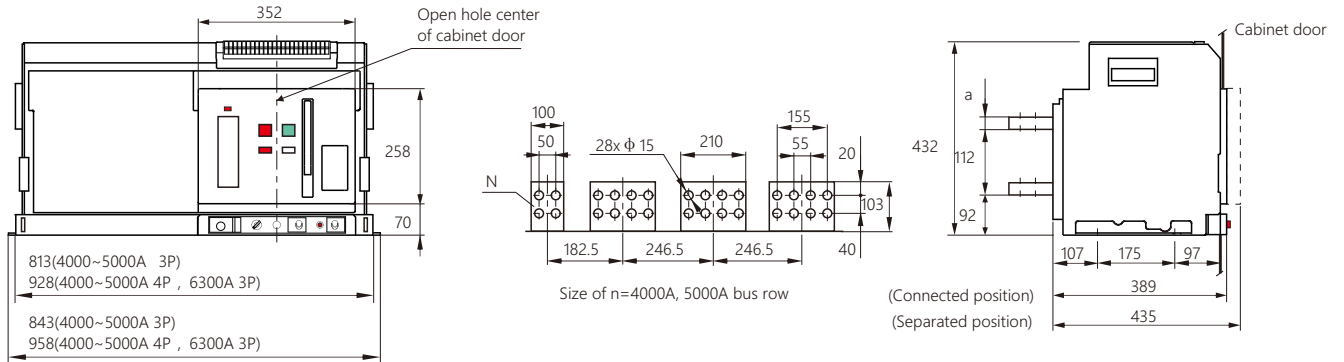 352
Open hole center
of cabinet door
258
70
813(4000~5000A 3P)
928(4000~5000A 4P , 6300A 3P)
843(4000~5000A 3P)
958(4000~5000A 4P , 6300A 3P)
100
50
28x ϕ 15
210
155
55
20
N
103
40
182.5
246.5
246.5
Size of n=4000A, 5000A bus row
Cabinet door
a
432
112
92
107
175
97
(Connected position)
389
(Separated position)
435